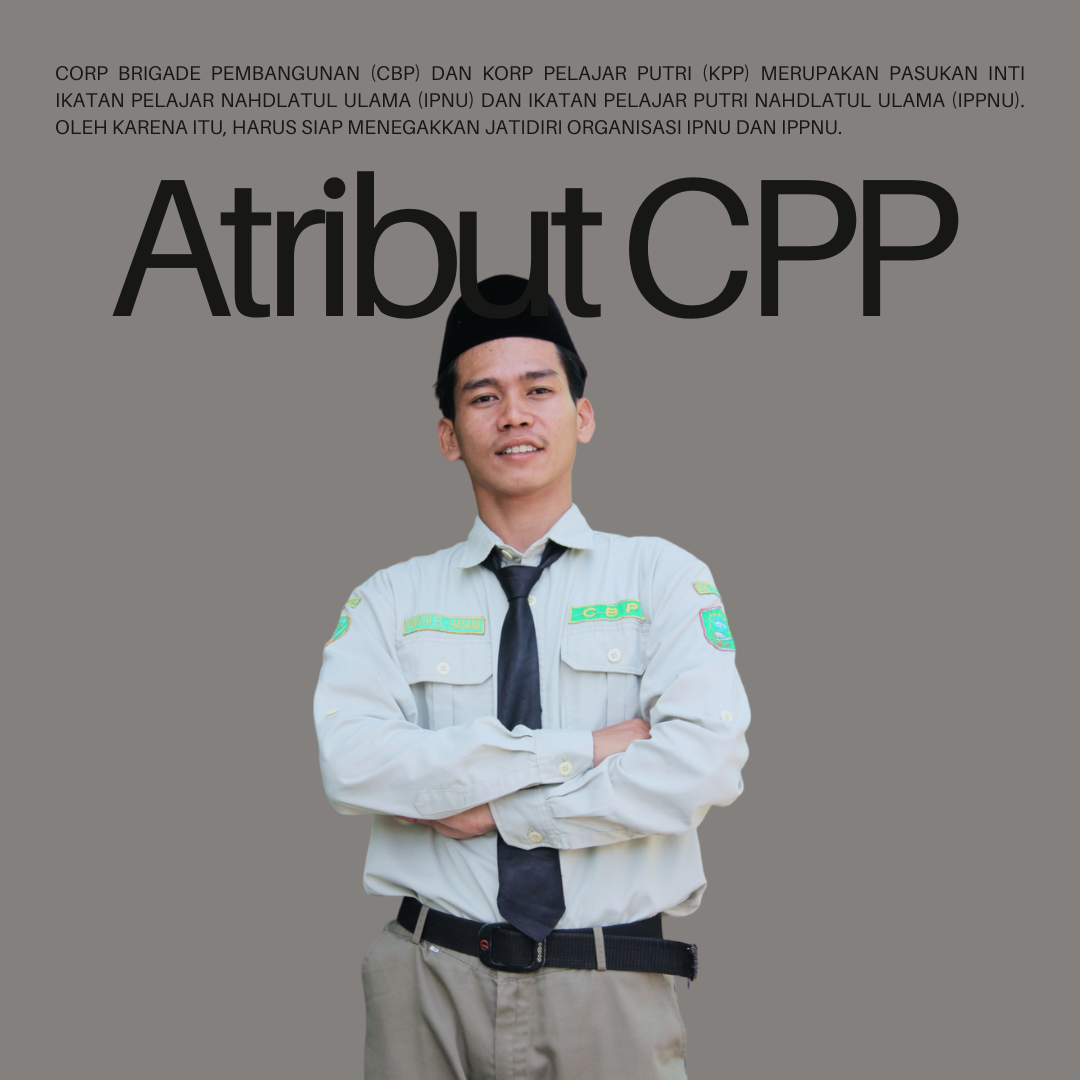 CORP BRIGADE PEMBANGUNAN (CBP) DAN KORP PELAJAR PUTRI (KPP) MERUPAKAN PASUKAN INTI
IKATAN PELAJAR NAHDLATUL ULAMA (IPNU) DAN IKATAN PELAJAR PUTRI NAHDLATUL ULAMA (IPPNU).
OLEH KARENA ITU, HARUS SIAP MENEGAKKAN JATIDIRI ORGANISASI IPNU DAN IPPNU.
Atribut CPP
C B P